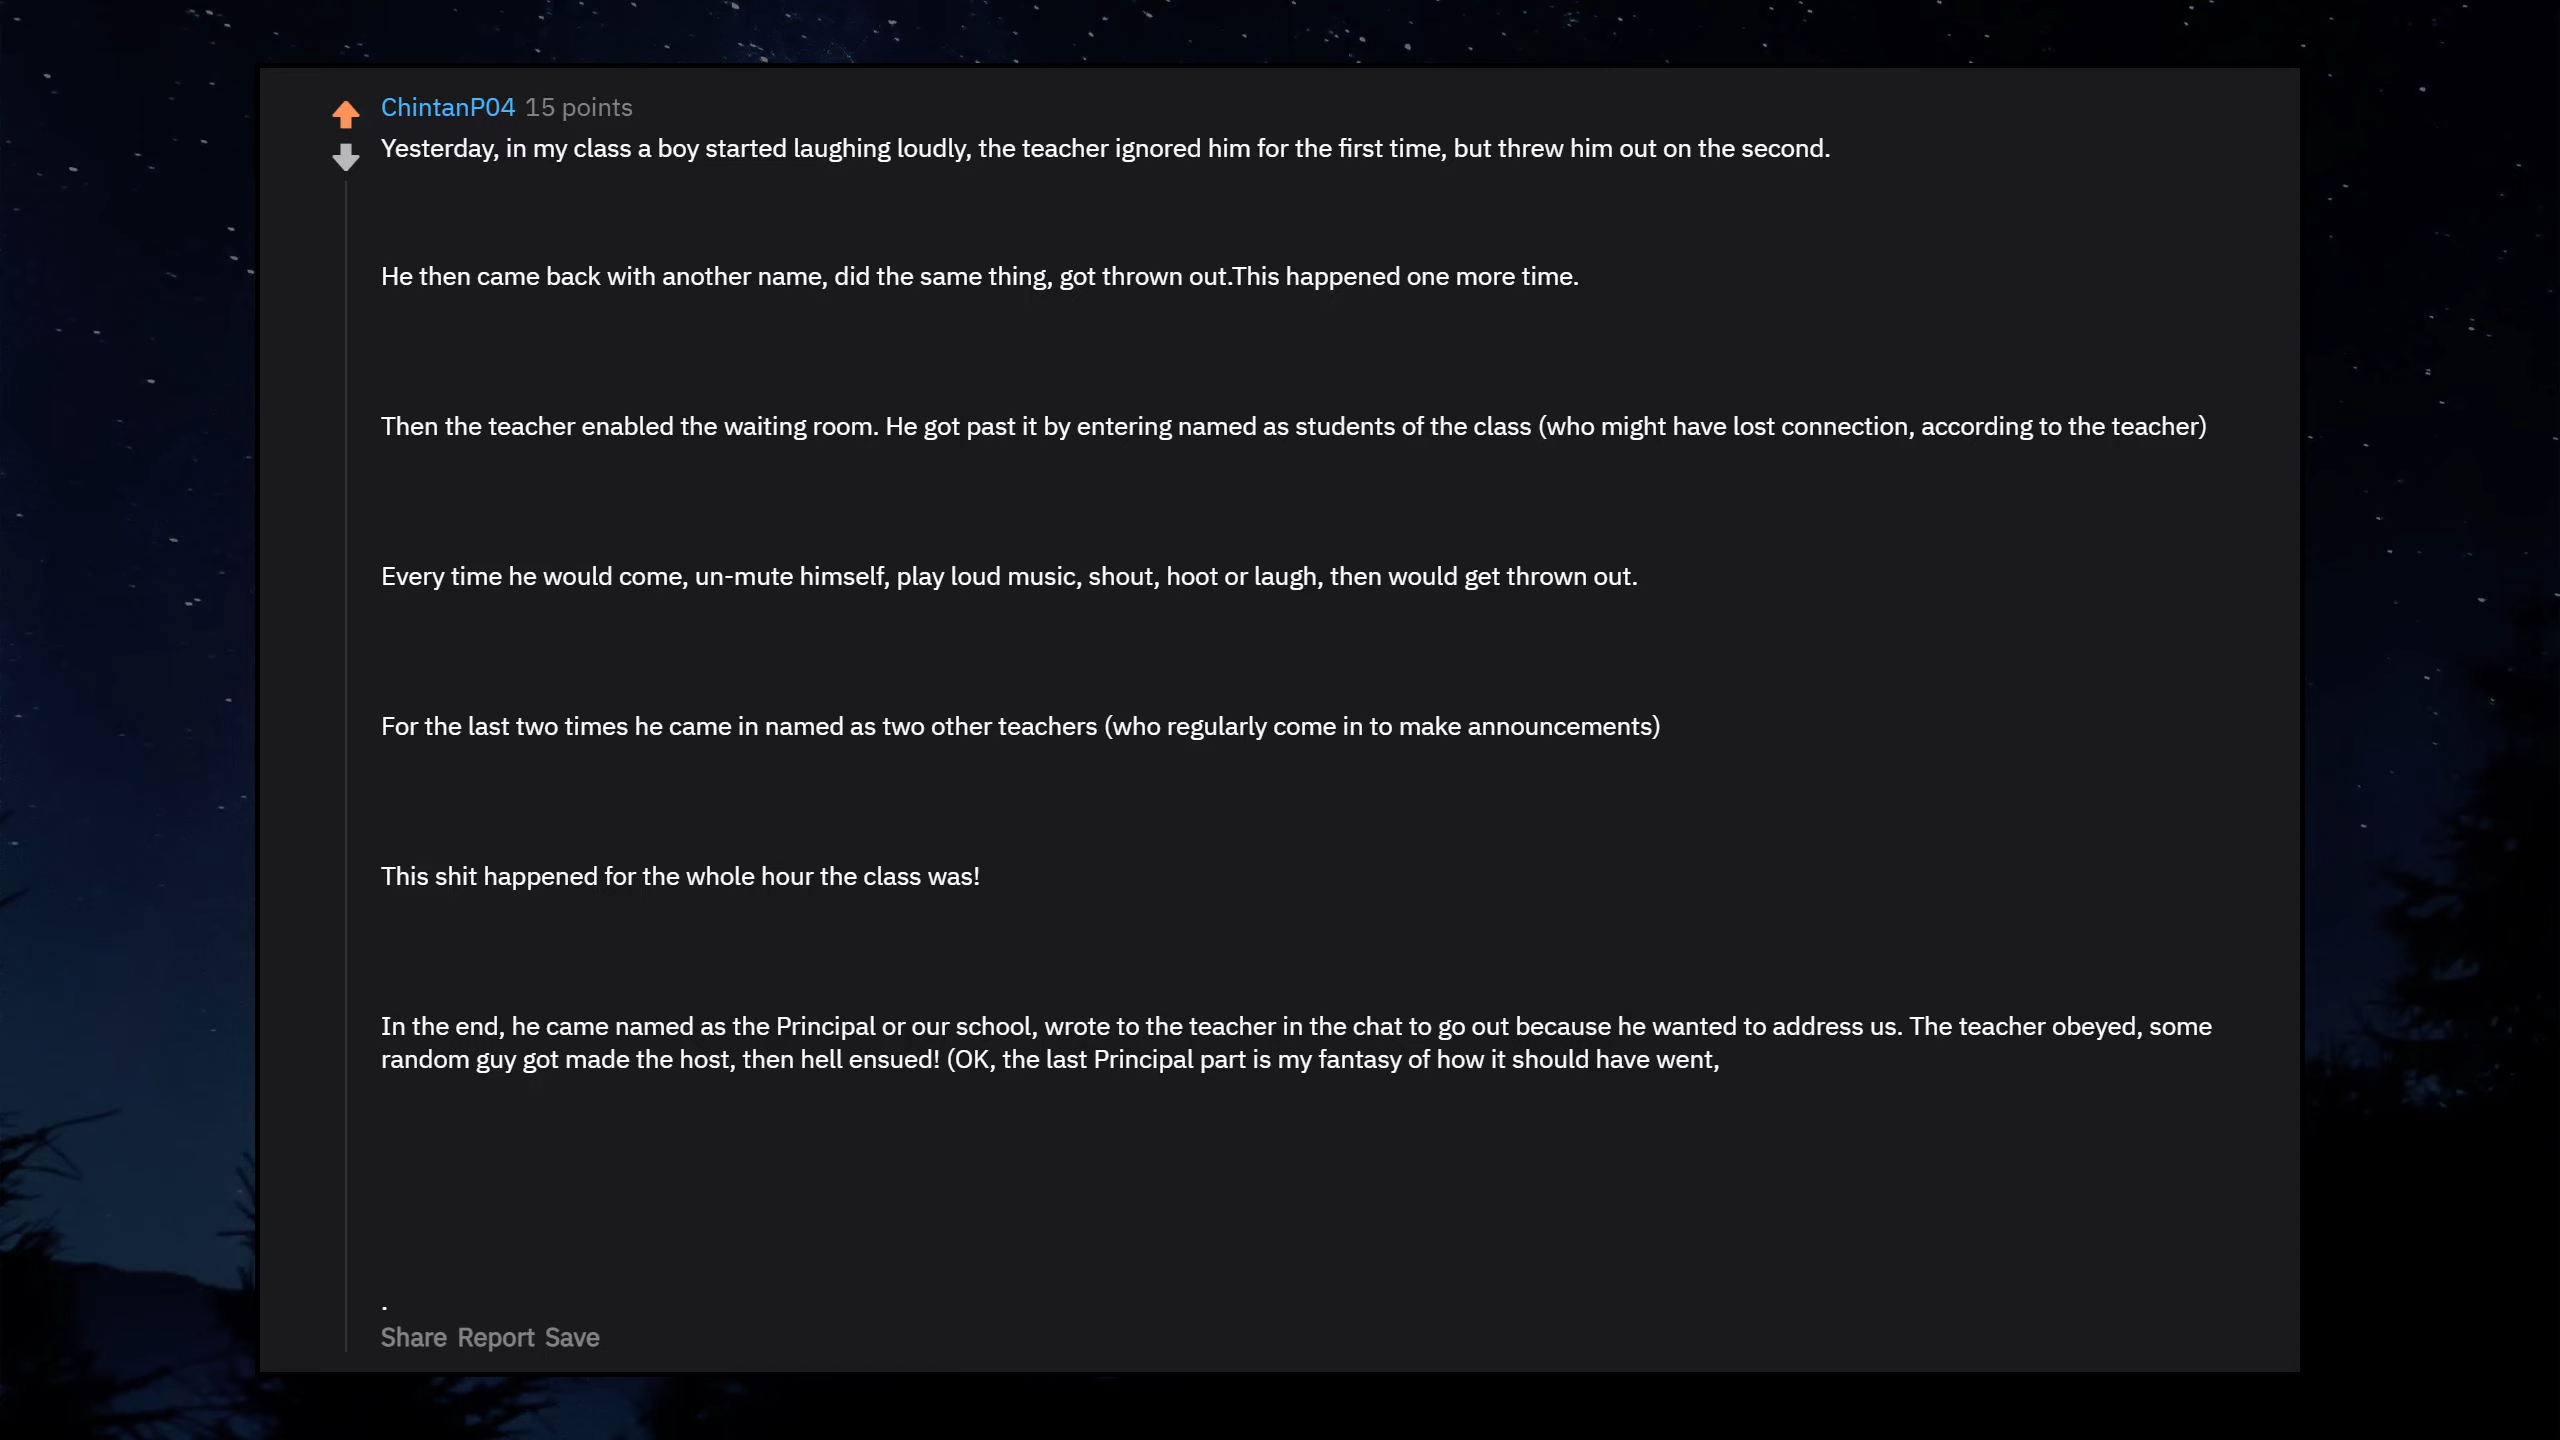 ChintanP04 15 points
Yesterday, in my class a boy started laughing loudly, the teacher ignored him for the first time, but threw him out on the second.
He then came back with another name, did the same thing, got thrown out.This happened one more time.
Then the teacher enabled the waiting room. He got past it by entering named as students of the class (who might have lost connection, according to the teacher)
Every time he would come, un-mute himself, play loud music, shout, hoot or laugh, then would get thrown out.
For the last two times he came in named as two other teachers (who regularly come in to make announcements)
This shit happened for the whole hour the class was!
In the end, he came named as the Principal or our school, wrote to the teacher in the chat to go out because he wanted to address us. The teacher obeyed, some
random guy got made the host, then hell ensued! (OK, the last Principal part is my fantasy of how it should have went,
.
Share Report Save